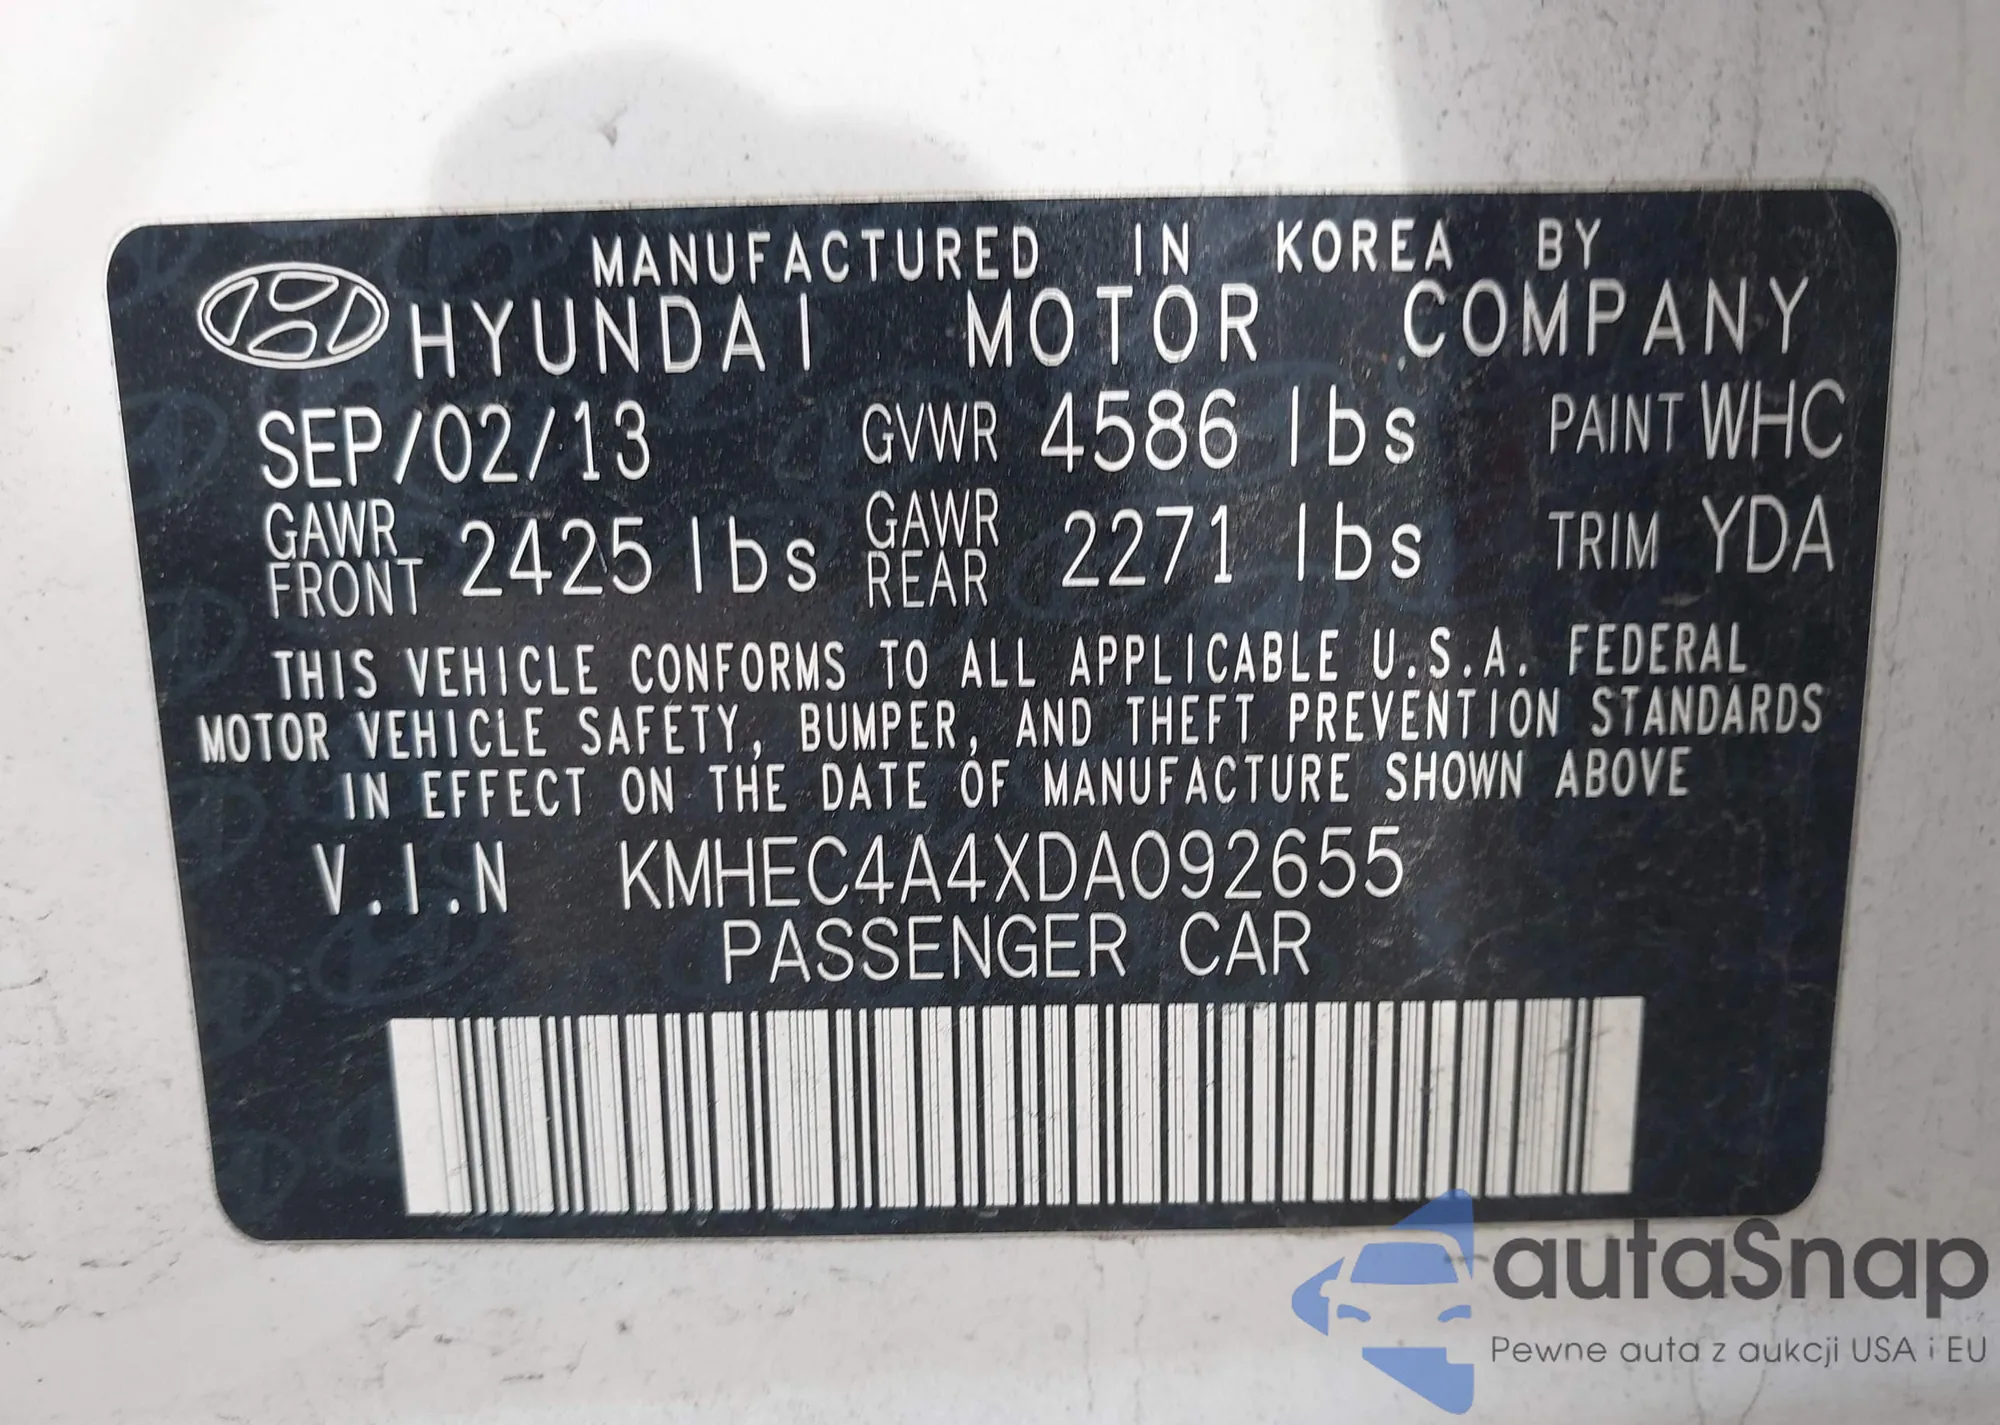 MANUFACTURED IN KOREA BY
HYUNDAI MOTOR COMPANY
SEP/02/13 GVWR 4586 lbs PAINT WHC
GAWR FRONT 2425 lbs GAWR REAR 2271 lbs TRIM YDA
THIS VEHICLE CONFORMS TO ALL APPLICABLE U.S.A. FEDERAL
MOTOR VEHICLE SAFETY, BUMPER, AND THEFT PREVENTION STANDARDS
IN EFFECT ON THE DATE OF MANUFACTURE SHOWN ABOVE
V.I.N KMHEC4A4XDA092655
PASSENGER CAR
autaSnap
Pewne auta z aukcji USA i EU